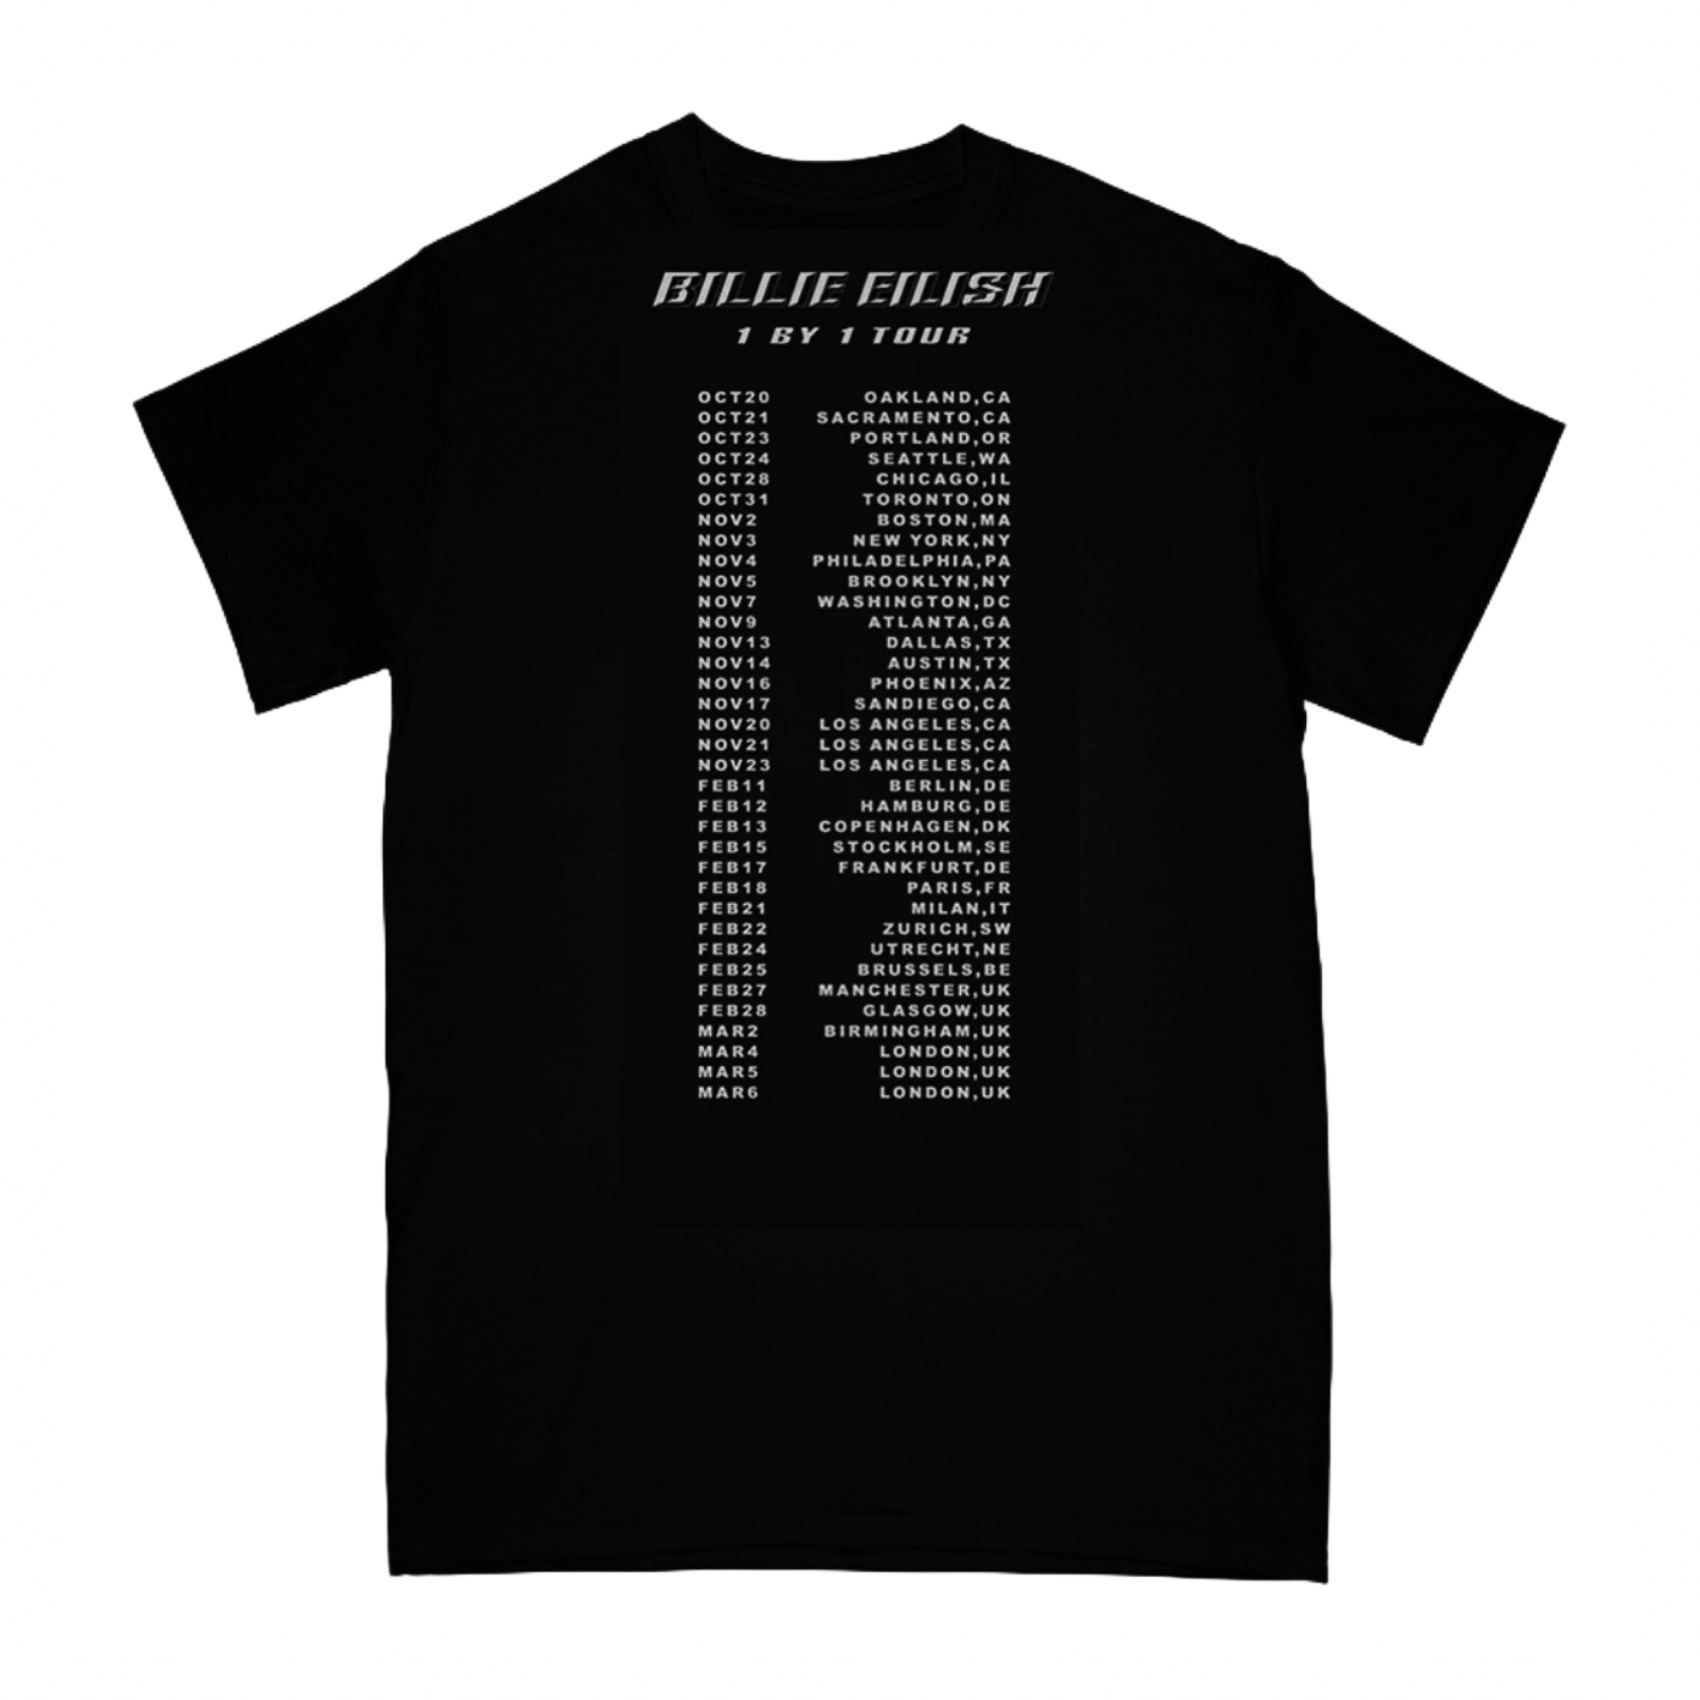 BILLIE EILISH
1 BY 1 TOUR
OCT20 OAKLAND,CA
OCT21 SACRAMENTO,CA
OCT23 PORTLAND,OR
OCT24 SEATTLE,WA
OCT28 CHICAGO,IL
OCT31 TORONTO,ON
NOV2 BOSTON,MA
NOV3 NEW YORK,NY
NOV4 PHILADELPHIA,PA
NOV5 BROOKLYN,NY
NOV7 WASHINGTON,DC
NOV9 ATLANTA,GA
NOV13 DALLAS,TX
NOV14 AUSTIN,TX
NOV16 PHOENIX,AZ
NOV17 SANDIEGO,CA
NOV20 LOS ANGELES,CA
NOV21 LOS ANGELES,CA
NOV23 LOS ANGELES,CA
FEB11 BERLIN,DE
FEB12 HAMBURG,DE
FEB13 COPENHAGEN,DK
FEB15 STOCKHOLM,SE
FEB17 FRANKFURT,DE
FEB18 PARIS,FR
FEB21 MILAN,IT
FEB22 ZURICH,SW
FEB24 UTRECHT,NE
FEB25 BRUSSELS,BE
FEB27 MANCHESTER,UK
FEB28 GLASGOW,UK
MAR2 BIRMINGHAM,UK
MAR4 LONDON,UK
MAR5 LONDON,UK
MAR6 LONDON,UK